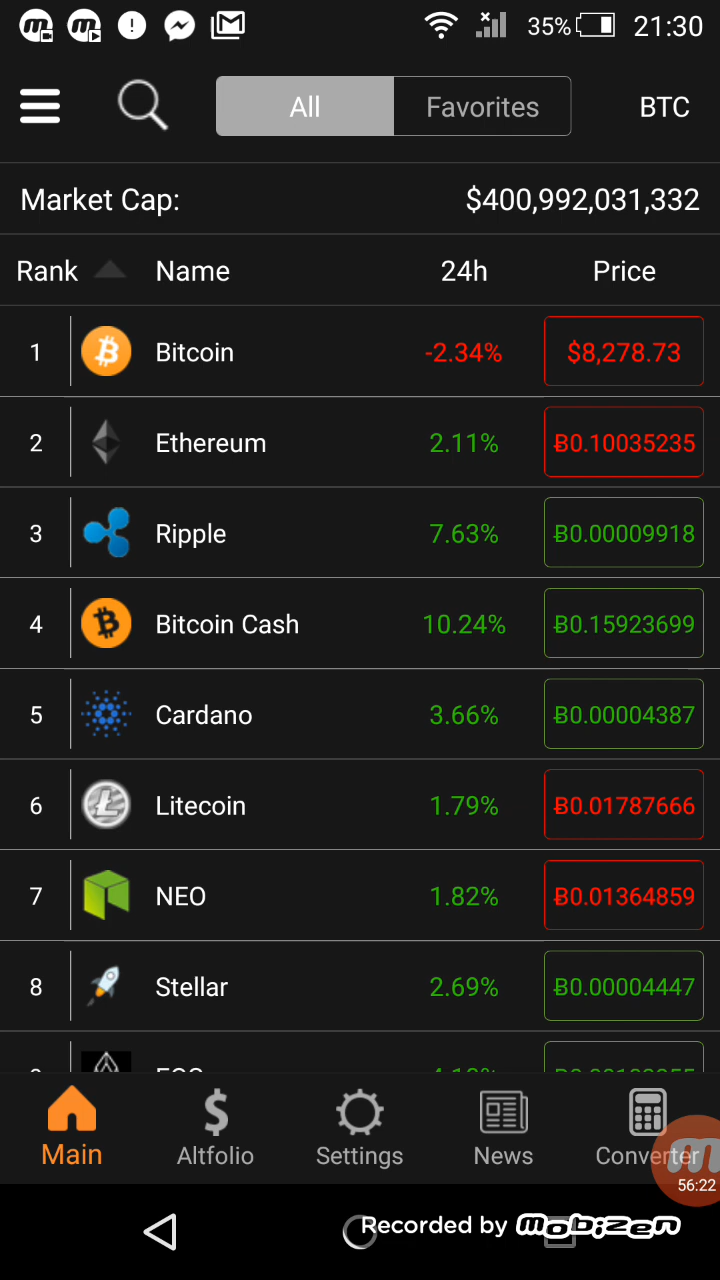 35% 21:30
All Favorites BTC
Market Cap: $400,992,031,332
Rank Name 24h Price
1 Bitcoin -2.34% $8,278.73
2 Ethereum 2.11% Ƀ0.10035235
3 Ripple 7.63% Ƀ0.00009918
4 Bitcoin Cash 10.24% Ƀ0.15923699
5 Cardano 3.66% Ƀ0.00004387
6 Litecoin 1.79% Ƀ0.01787666
7 NEO 1.82% Ƀ0.01364859
8 Stellar 2.69% Ƀ0.00004447
Main Altfolio Settings News Converter
56:22
Recorded by mobizen